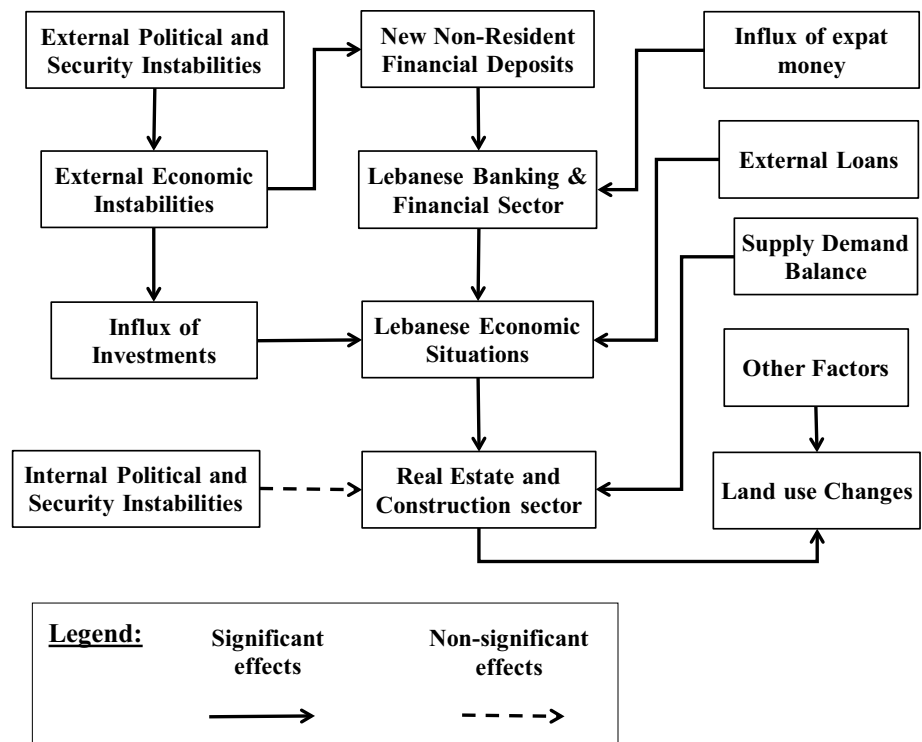 External Political and
Security Instabilities
New Non-Resident
Financial Deposits
Influx of expat
money
External Economic
Instabilities
Lebanese Banking &
Financial Sector
External Loans
Supply Demand
Balance
Influx of
Investments
Lebanese Economic
Situations
Other Factors
Internal Political and
Security Instabilities
Real Estate and
Construction sector
Land use Changes
Legend:
Significant
effects
Non-significant
effects